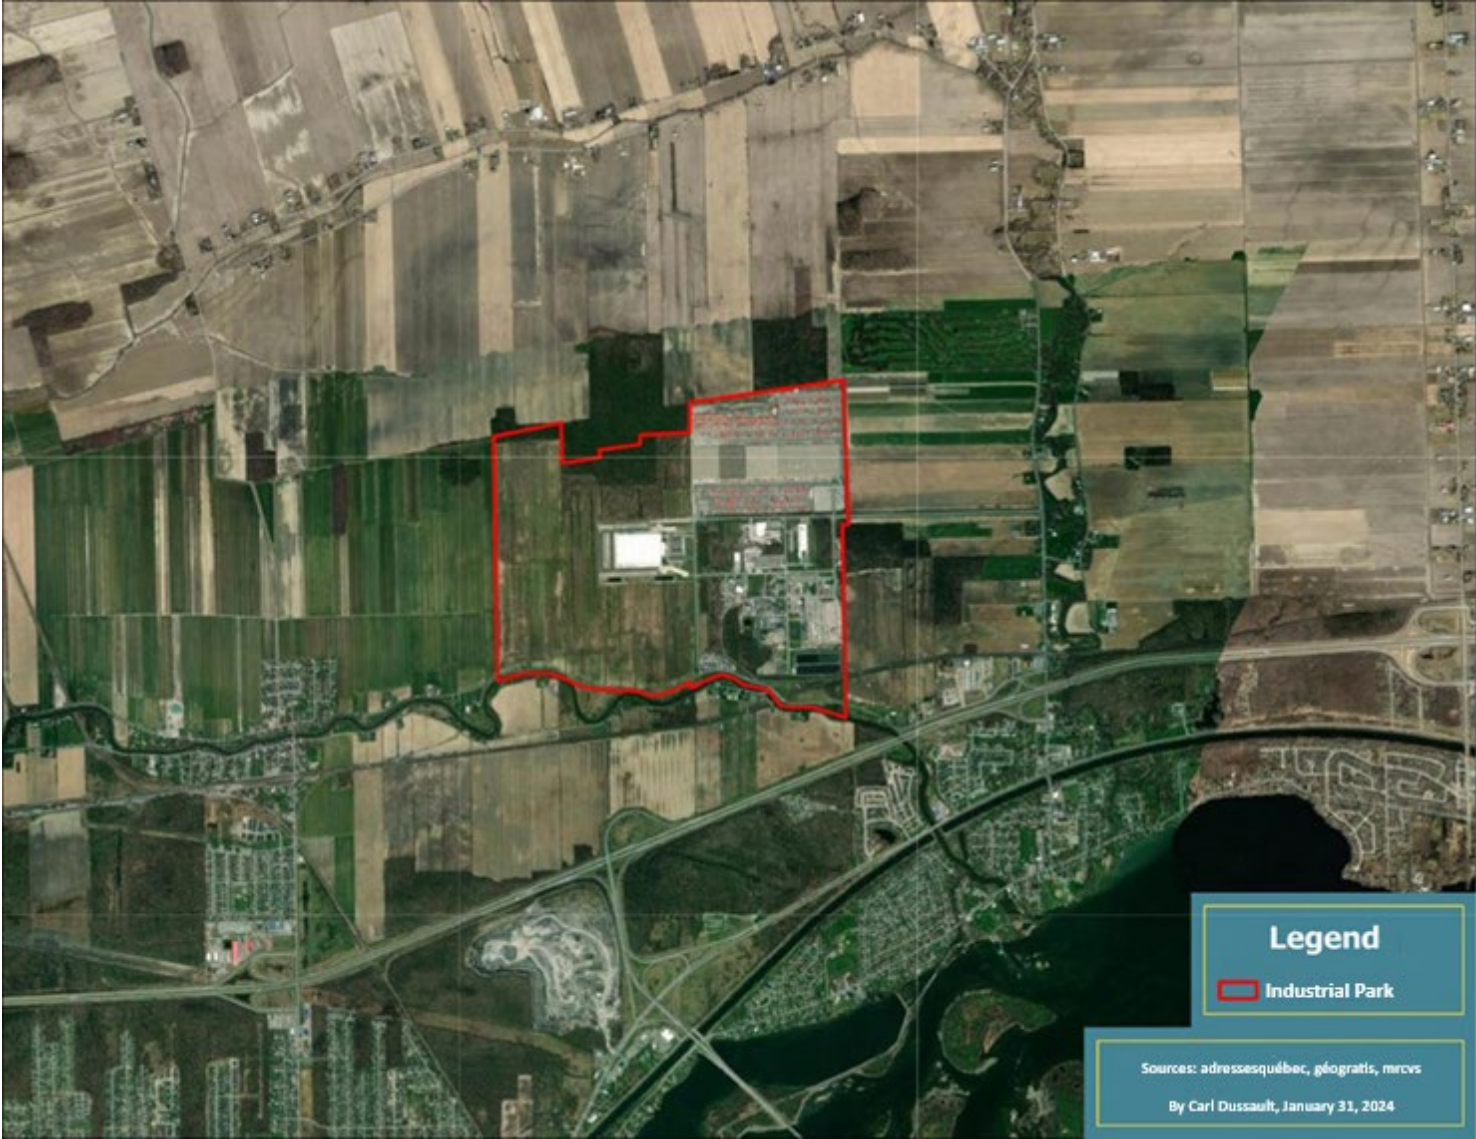 Legend
Industrial Park
Sources: adressesquébec, géogratis, mrcvs
By Carl Dussault, January 31, 2024